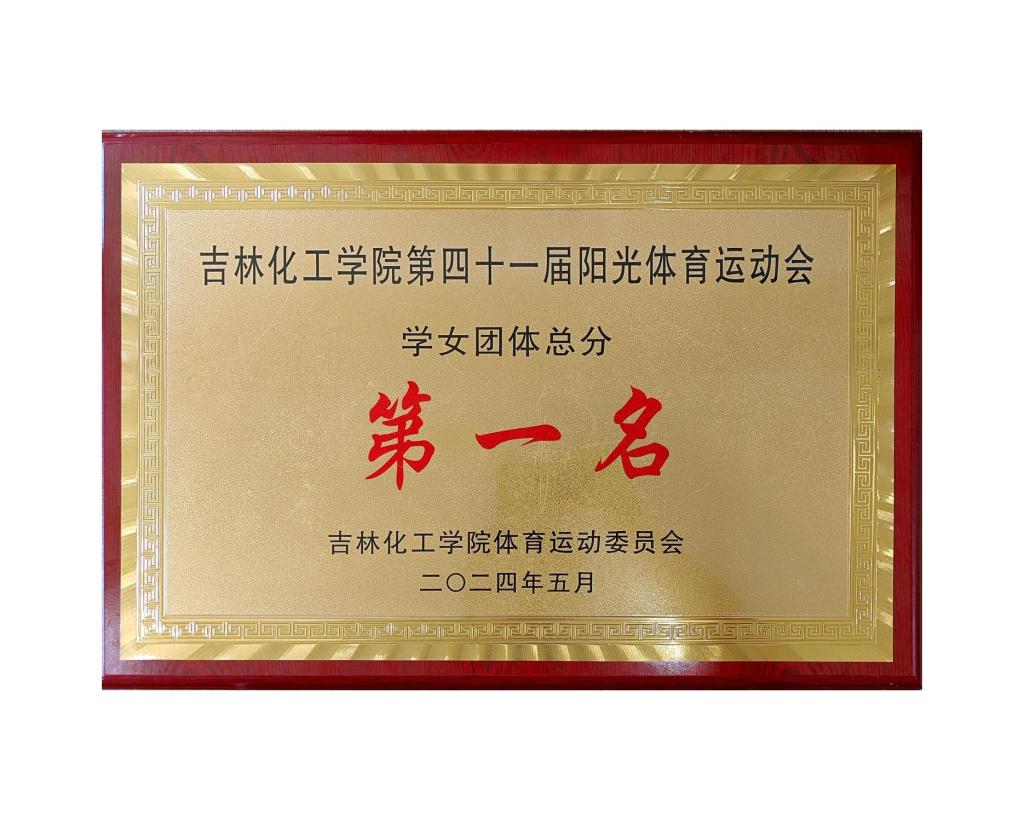 吉林化工学院第四十一届阳光体育运动会
学女团体总分
第一名
吉林化工学院体育运动委员会
二〇二四年五月